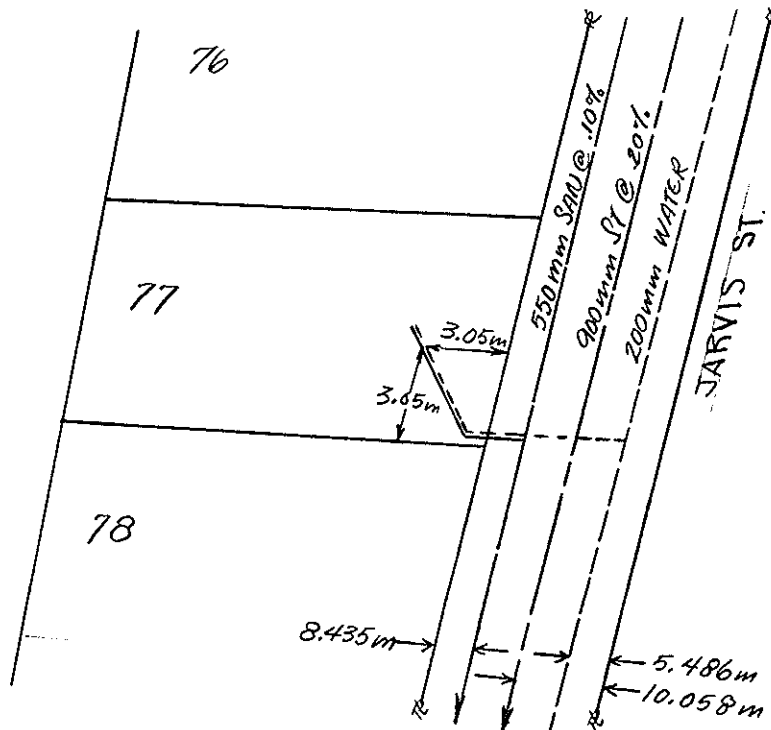 76
550mm SAN @ .10%
900mm ST @ .20%
200mm WATER
JARVIS ST.
77
3.05m
3.05m
78
8.435m
5.486m
10.058m